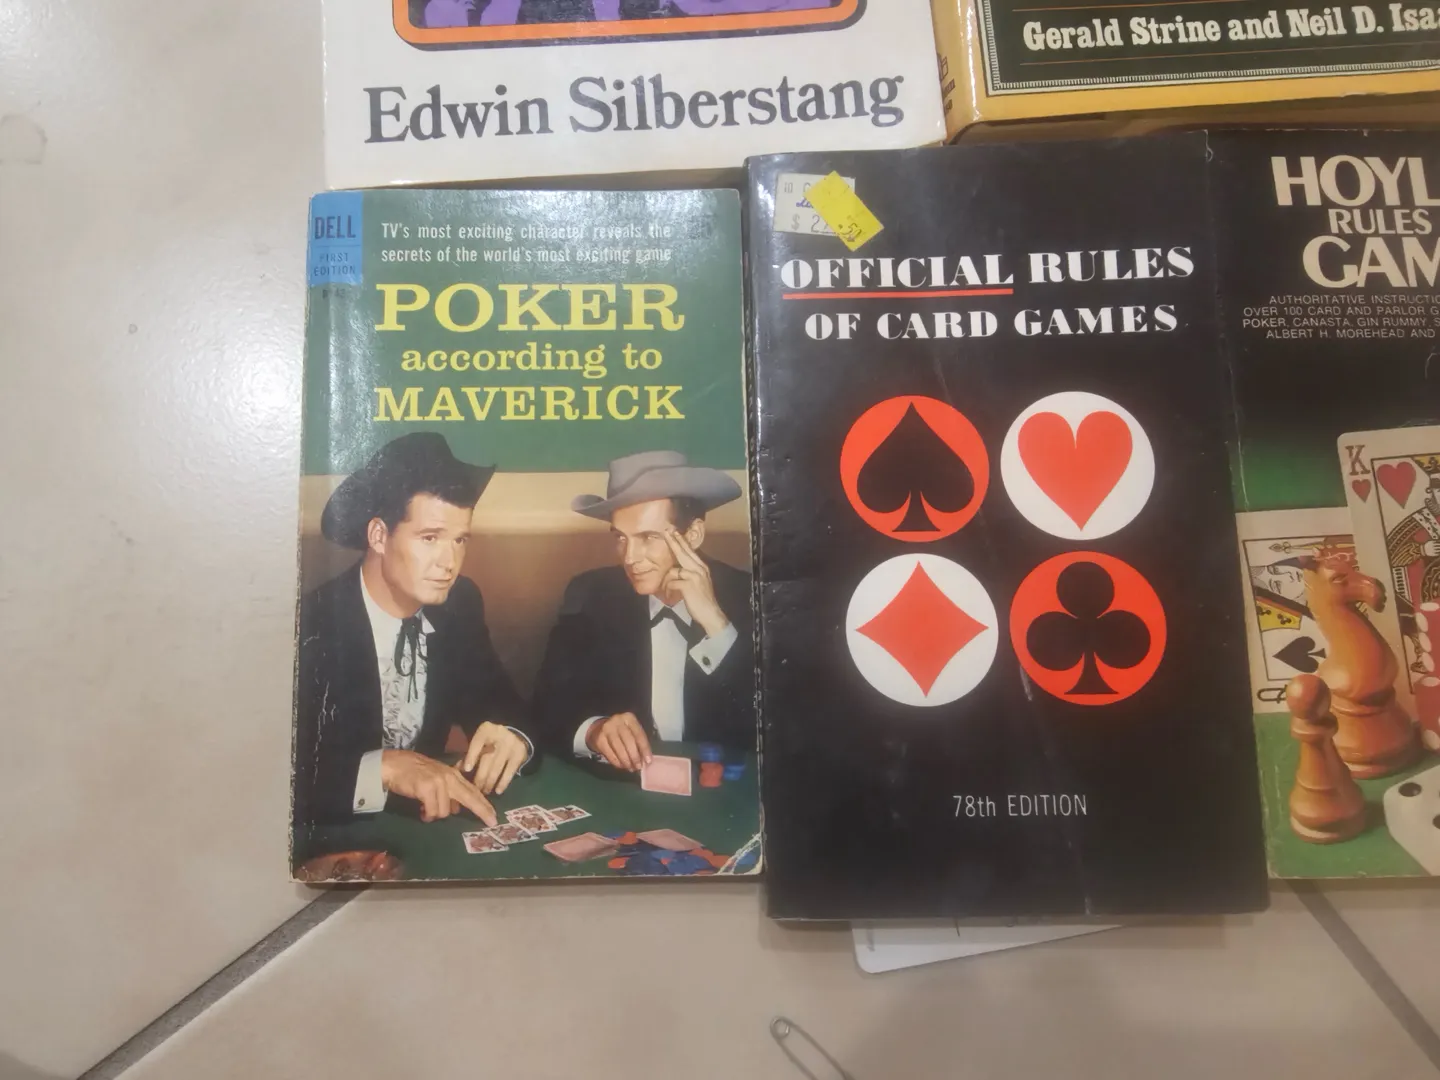 Edwin Silberstang
Gerald Strine and Neil D.
DELL
FIRST
EDITION
TV's most exciting character reveals the
secrets of the world's most exciting game
POKER
according to
MAVERICK
OFFICIAL RULES
OF CARD GAMES
78th EDITION
HOYL
RULES
GAM
AUTHORITATIVE
OVER 100 CARD AND PARLOR
POKER, CANASTA, GIN RUMMY,
ALBERT H. MOREHEAD AND
K